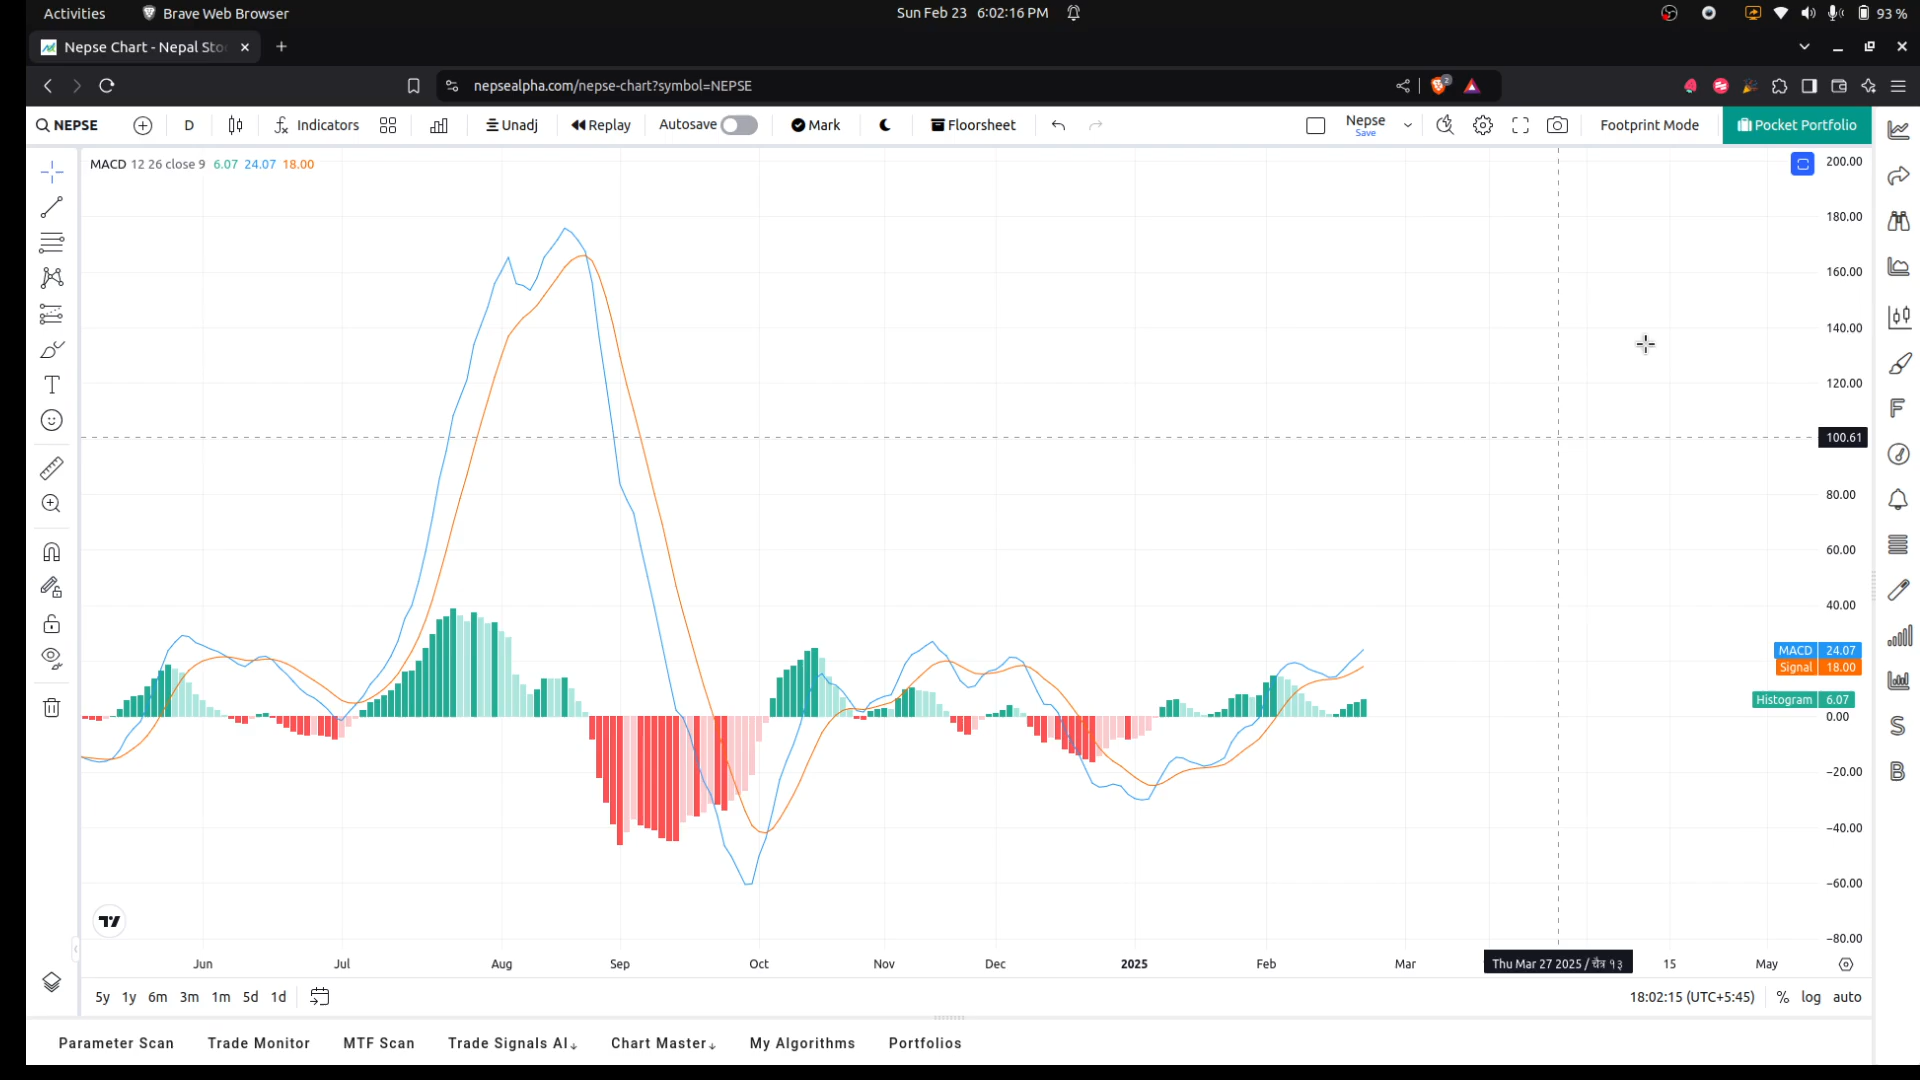 Activities Brave Web Browser Sun Feb 23 6:02:16 PM 93 %
Nepse Chart - Nepal Sto
nepsealpha.com/nepse-chart?symbol=NEPSE 2
NEPSE D Indicators Unadj Replay Autosave Mark Floorsheet Nepse Save Footprint Mode Pocket Portfolio
MACD 12 26 close 9 6.07 24.07 18.00
200.00
180.00
160.00
140.00
120.00
100.61
80.00
60.00
40.00
MACD 24.07
Signal 18.00
Histogram 6.07
0.00
−20.00
−40.00
−60.00
−80.00
Jun Jul Aug Sep Oct Nov Dec 2025 Feb Mar Thu Mar 27 2025 / चैत्र १३ 15 May
5y 1y 6m 3m 1m 5d 1d 18:02:15 (UTC+5:45) % log auto
Parameter Scan Trade Monitor MTF Scan Trade Signals AI↓ Chart Master↓ My Algorithms Portfolios
F
S
B